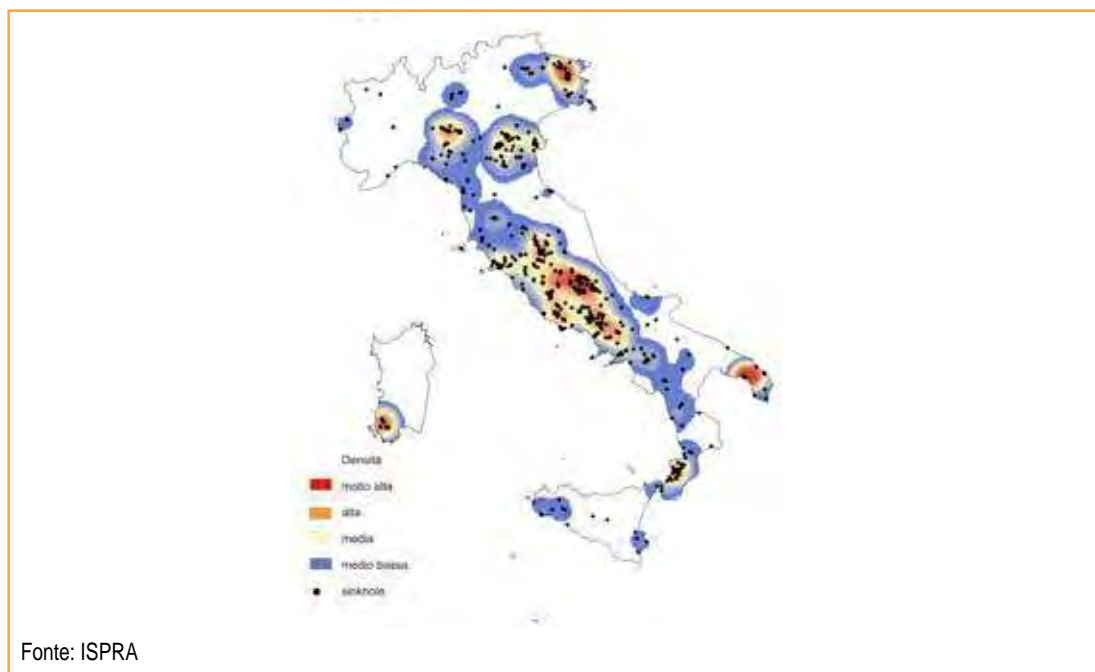 Densità
molto alta
alta
media
medio bassa
sinkhole
Fonte: ISPRA